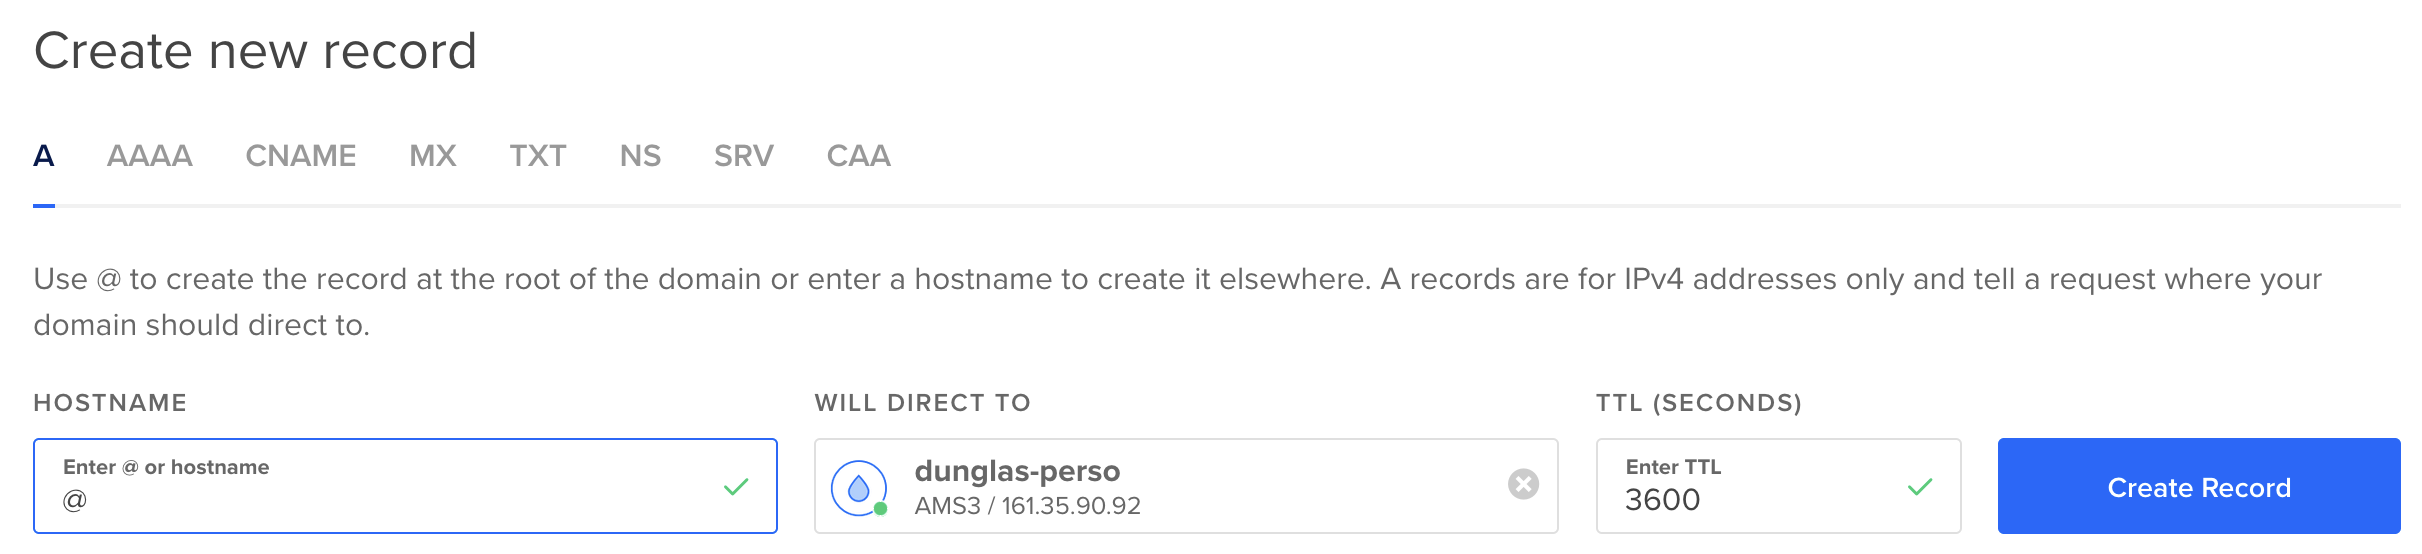 Create new record
A AAAA CNAME MX TXT NS SRV CAA
Use @ to create the record at the root of the domain or enter a hostname to create it elsewhere. A records are for IPv4 addresses only and tell a request where your
domain should direct to.
HOSTNAME WILL DIRECT TO TTL (SECONDS)
Enter @ or hostname
@
dunglas-perso
AMS3 / 161.35.90.92
Enter TTL
3600
Create Record